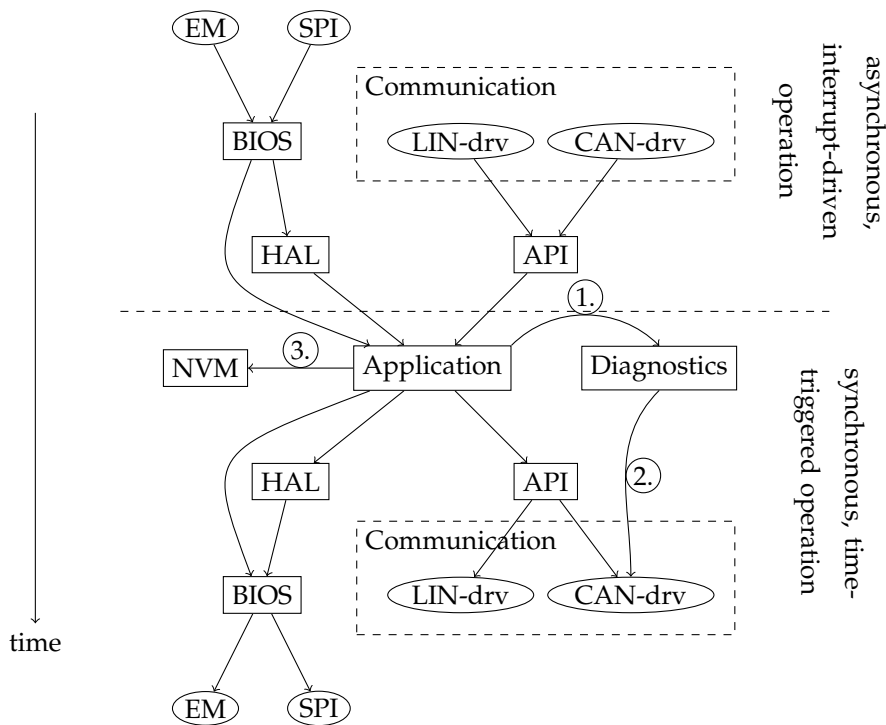 EM
SPI
Communication
BIOS
LIN-drv
CAN-drv
asynchronous,
interrupt-driven
operation
HAL
API
1.
3.
NVM
Application
Diagnostics
HAL
API
2.
synchronous, time-
triggered operation
Communication
BIOS
LIN-drv
CAN-drv
time
EM
SPI